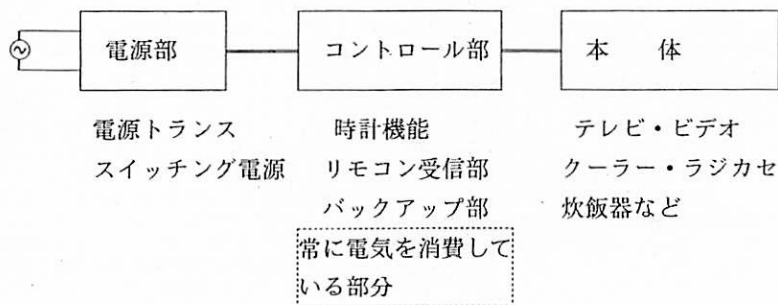 電源部
コントロール部
本　体
電源トランス
スイッチング電源
時計機能
リモコン受信部
バックアップ部
常に電気を消費して
いる部分
テレビ・ビデオ
クーラー・ラジカセ
炊飯器など